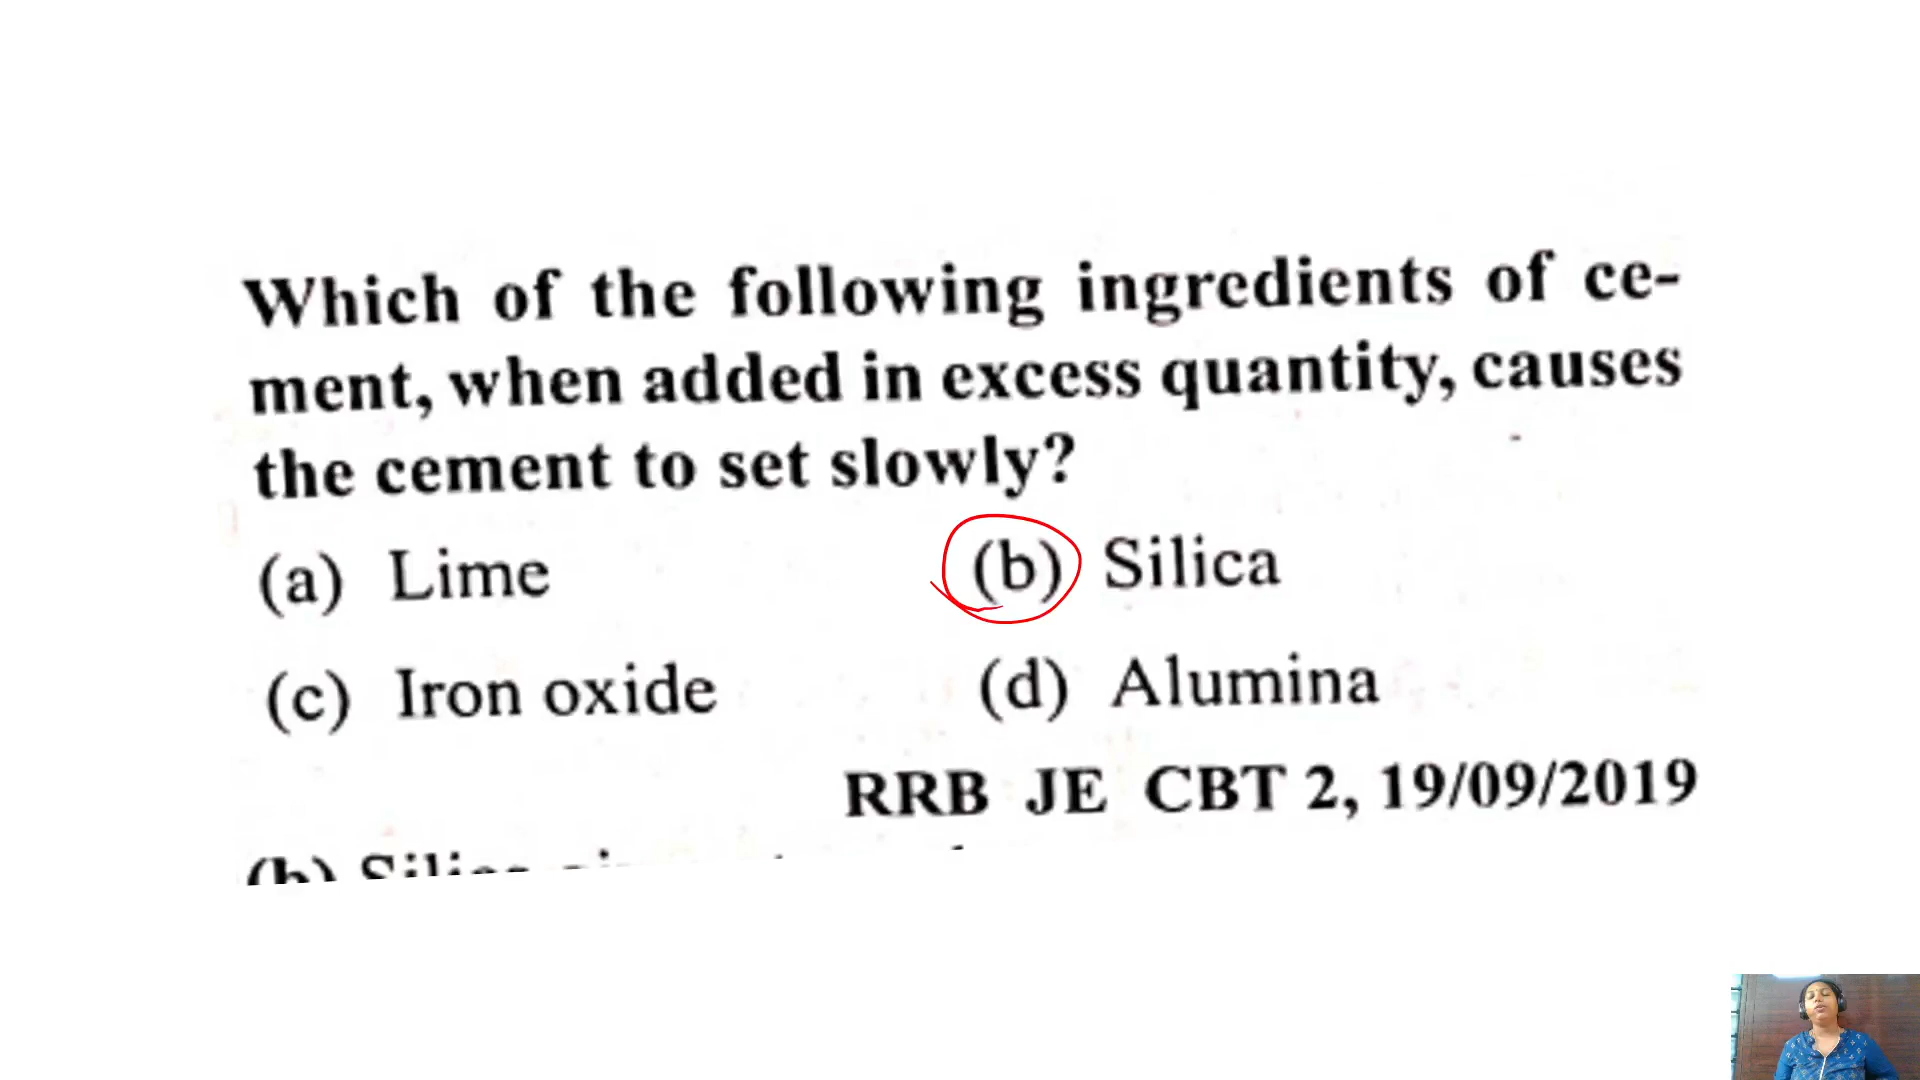 Which of the following ingredients of ce-
ment, when added in excess quantity, causes
the cement to set slowly?
(a) Lime (b) Silica
(c) Iron oxide (d) Alumina
RRB JE CBT 2, 19/09/2019
(b) Silica